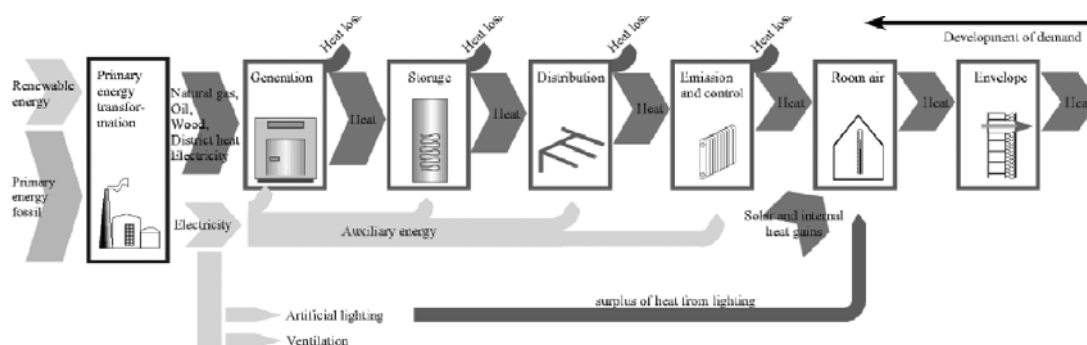 Heat loss
Heat loss
Heat loss
Heat loss
Development of demand
Renewable
energy
Primary
energy
transfor-
mation
Natural gas,
Oil,
Wood,
District heat
Electricity
Generation
Heat
Storage
Heat
Distribution
Heat
Emission
and control
Heat
Room air
Heat
Envelope
Heat
Primary
energy
fossil
Electricity
Auxiliary energy
Solar and internal
heat gains
surplus of heat from lighting
Artificial lighting
Ventilation